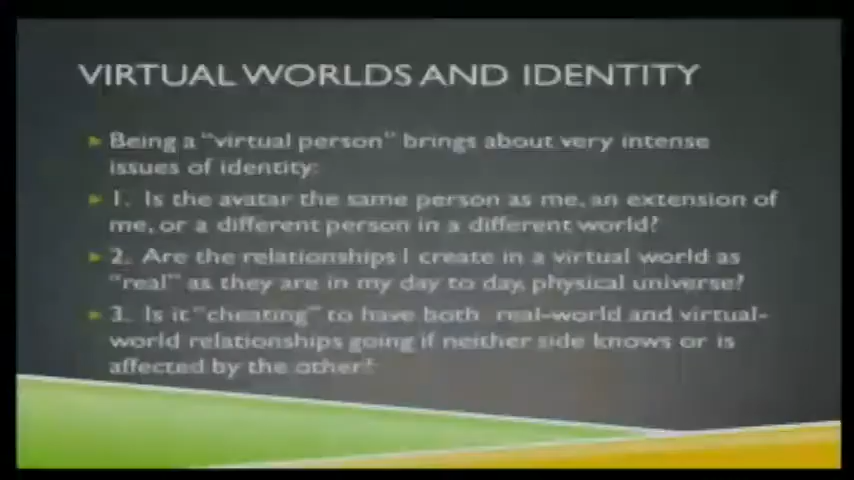 VIRTUAL WORLDS AND IDENTITY
Being a "virtual person" brings about very intense
issues of identity:
1. Is the avatar the same person as me, an extension of
me, or a different person in a different world?
2. Are the relationships I create in a virtual world as
"real" as they are in my day to day, physical universe?
3. Is it "cheating" to have both real-world and virtual-
world relationships going if neither side knows or is
affected by the other?